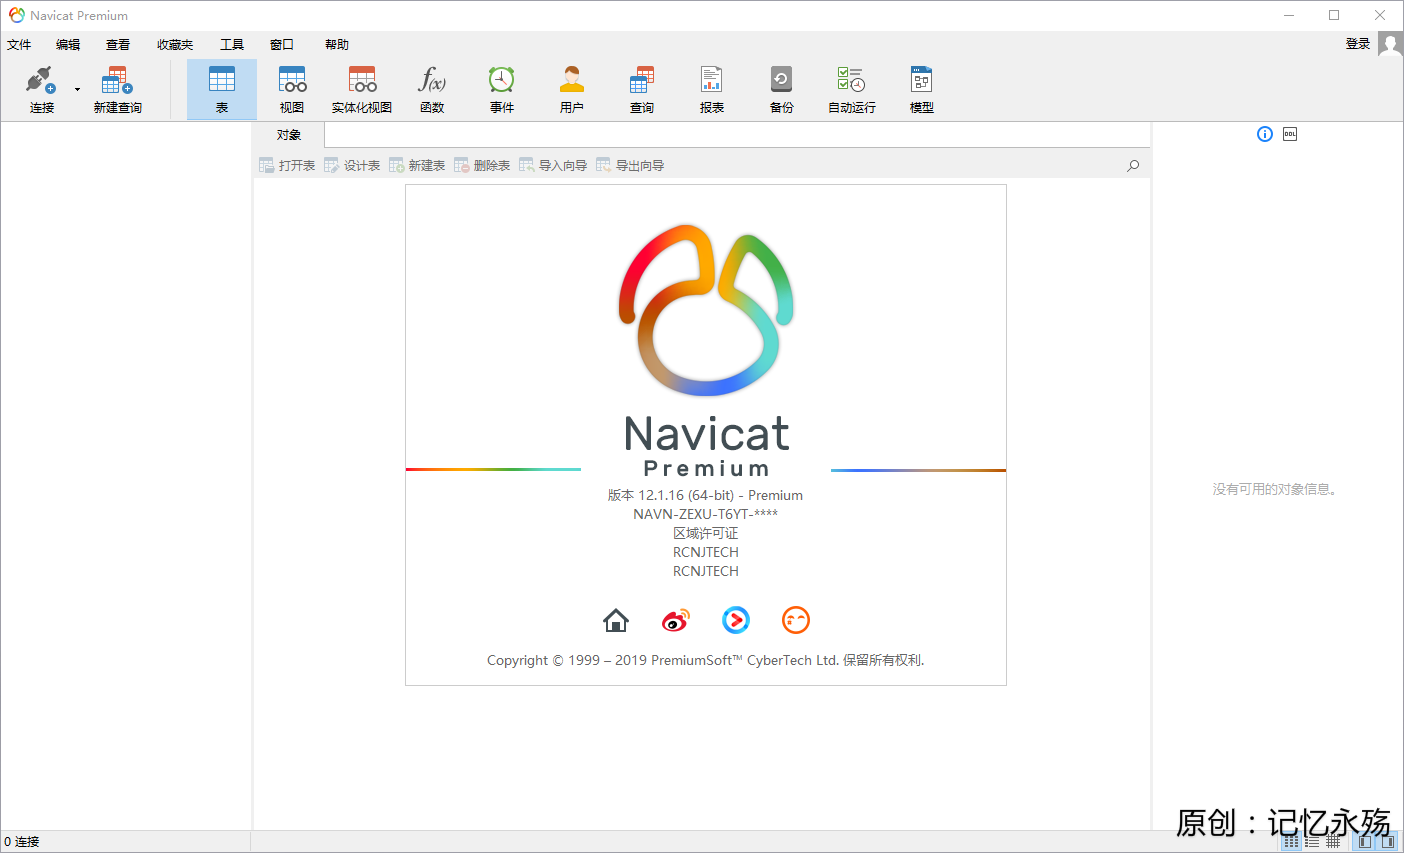 Navicat Premium
文件 编辑 查看 收藏夹 工具 窗口 帮助 登录
连接 新建查询 表 视图 实体化视图 函数 事件 用户 查询 报表 备份 自动运行 模型
f(x)
对象
DDL
打开表 设计表 新建表 删除表 导入向导 导出向导
Navicat
Premium
版本 12.1.16 (64-bit) - Premium
NAVN-ZEXU-T6YT-****
区域许可证
RCNJTECH
RCNJTECH
没有可用的对象信息。
Copyright © 1999 – 2019 PremiumSoft™ CyberTech Ltd. 保留所有权利.
原创：记忆永殇
0 连接